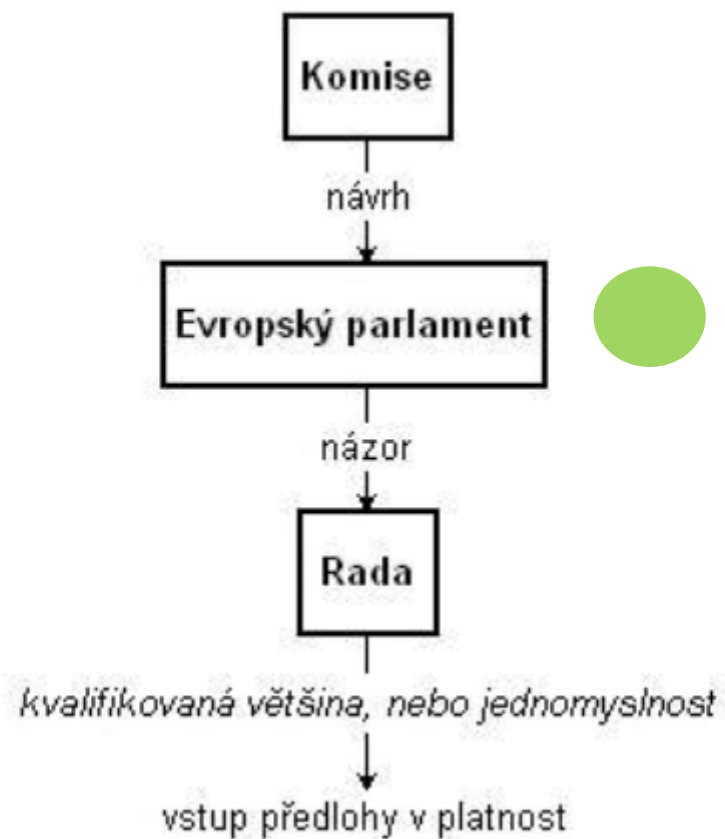 Komise
návrh
Evropský parlament
názor
Rada
kvalifikovaná většina, nebo jednomyslnost
vstup předlohy v platnost